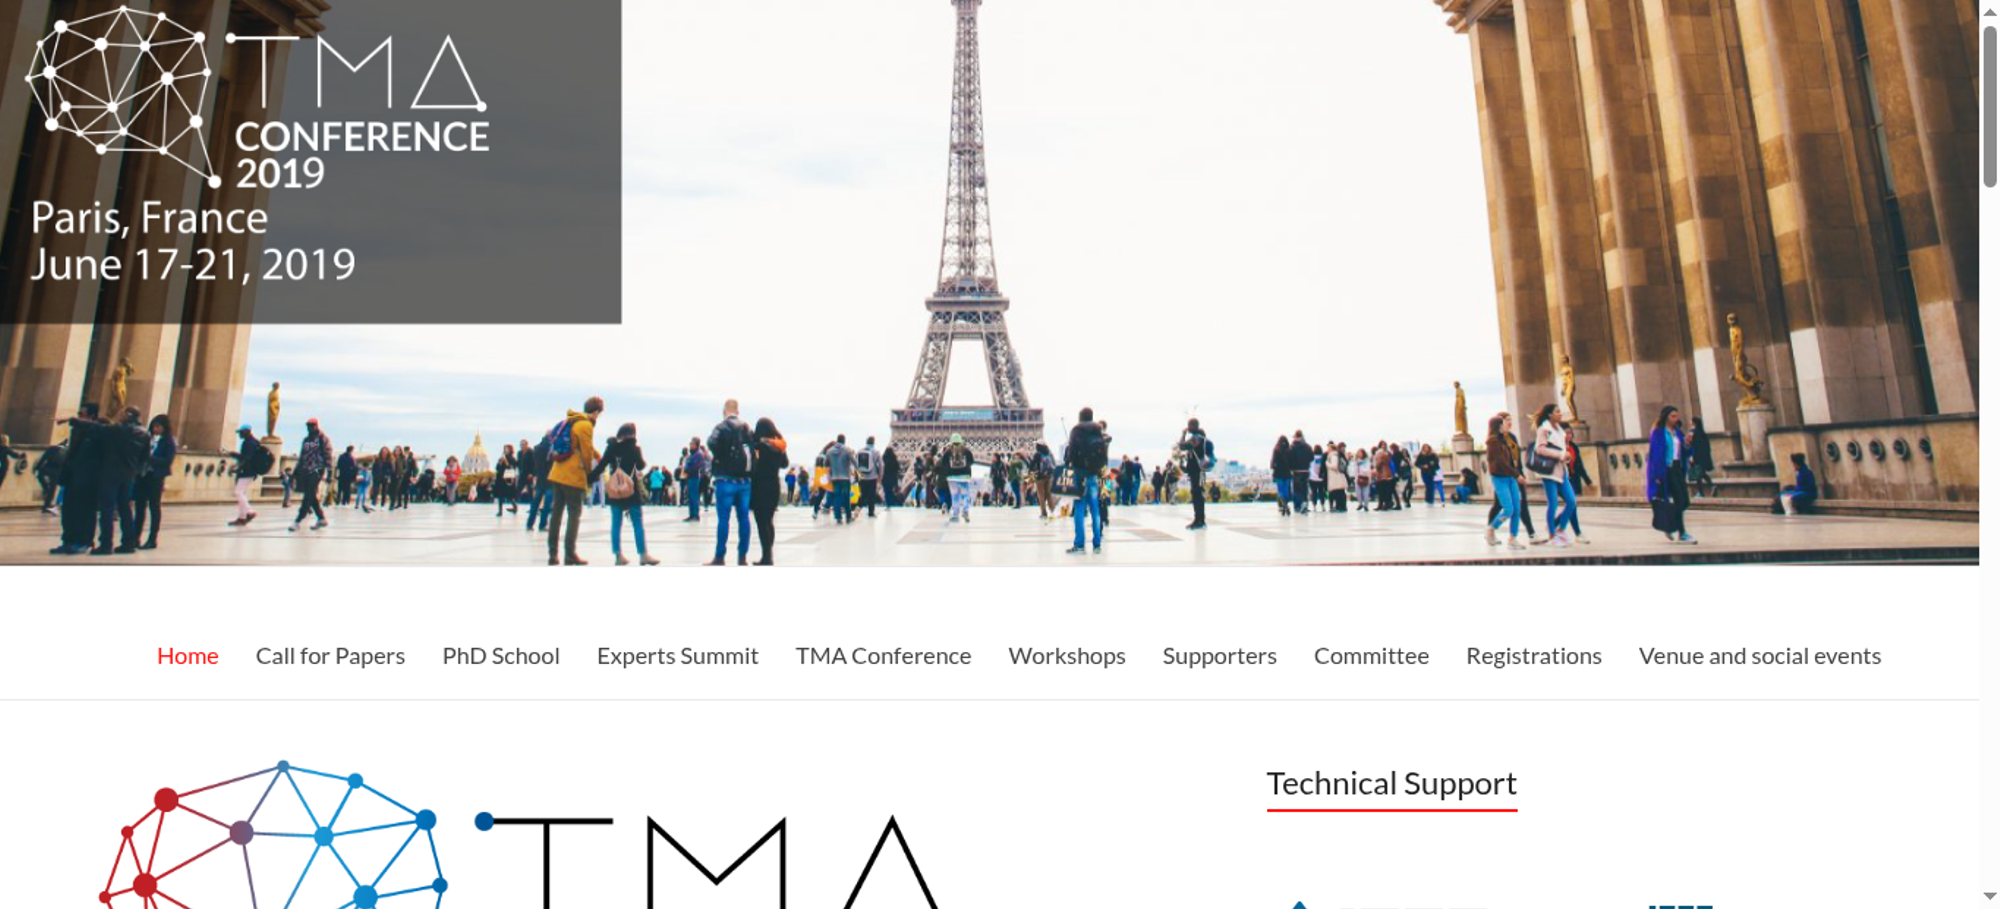 TMA
CONFERENCE
2019
Paris, France
June 17-21, 2019
Home Call for Papers PhD School Experts Summit TMA Conference Workshops Supporters Committee Registrations Venue and social events
TMA
Technical Support